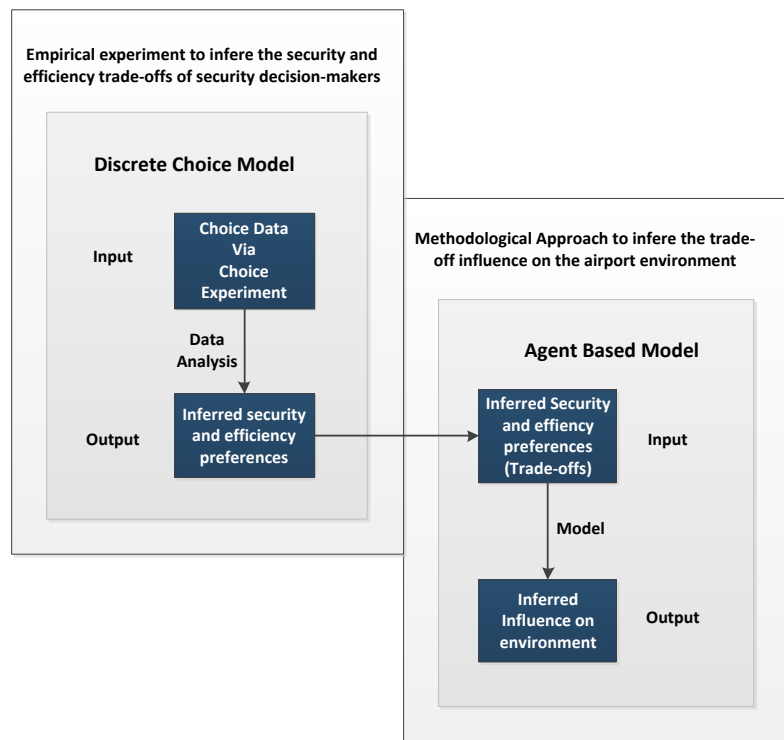 Empirical experiment to infere the security and
efficiency trade-offs of security decision-makers
Discrete Choice Model
Input
Choice Data
Via
Choice
Experiment
Data
Analysis
Output
Inferred security
and efficiency
preferences
Methodological Approach to infere the trade-
off influence on the airport environment
Agent Based Model
Inferred Security
and effiency
preferences
(Trade-offs)
Input
Model
Inferred
Influence on
environment
Output